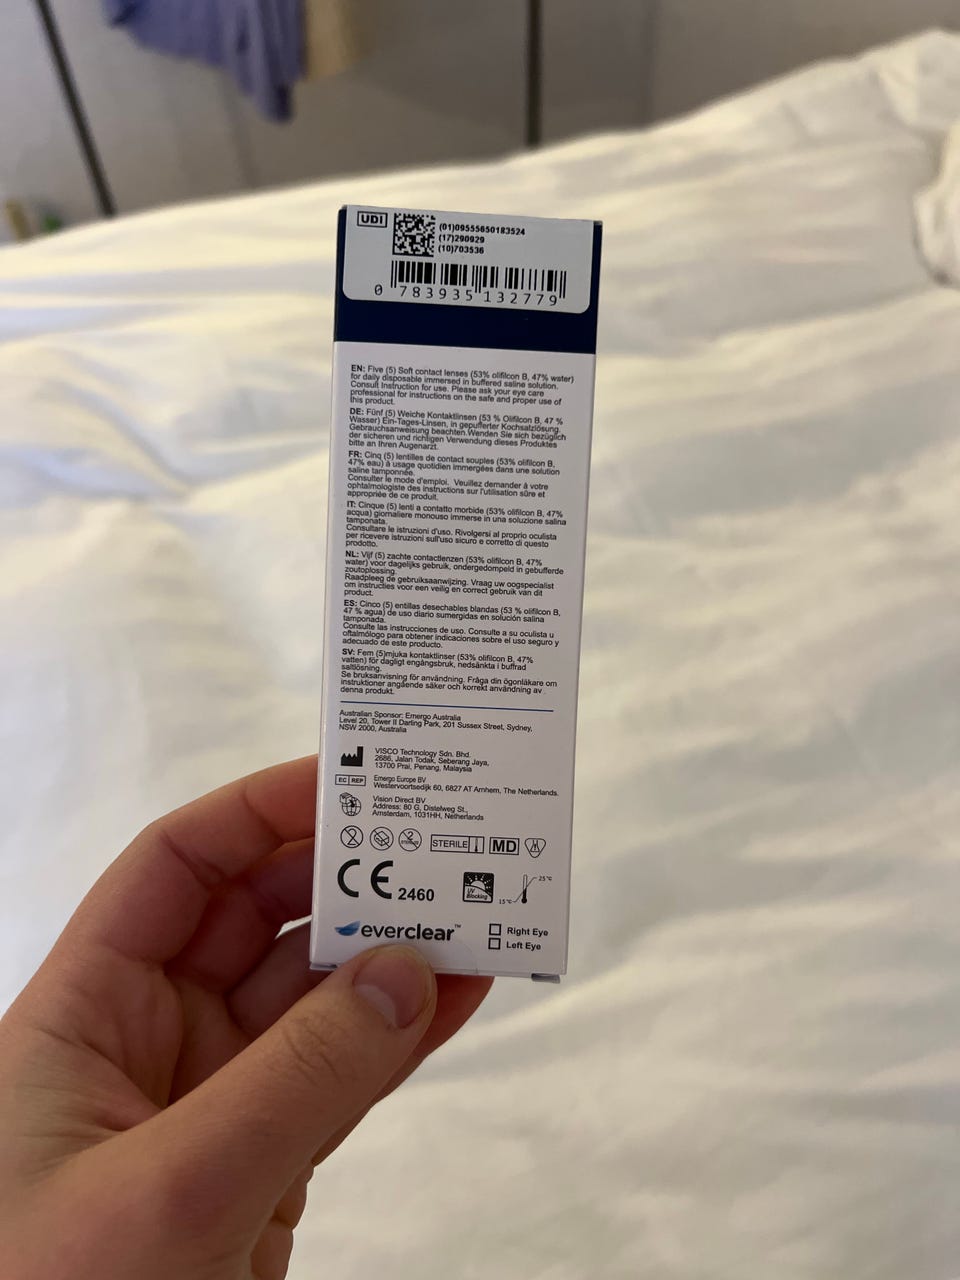 UDI
(01)09555650183524
(17)290929
(10)703536
0 783935 132779
EN: Five (5) Soft contact lenses (53% olifilcon B, 47% water)
for daily disposable immersed in buffered saline solution.
Consult Instruction for use. Please ask your eye care
professional for instructions on the safe and proper use of
this product.
DE: Fünf (5) Weiche Kontaktlinsen (53 % Olifilcon B, 47 %
Wasser) Ein-Tages-Linsen, in gepufferter Kochsalzlösung.
Gebrauchsanweisung beachten.Wenden Sie sich bezüglich
der sicheren und richtigen Verwendung dieses Produktes
bitte an Ihren Augenarzt.
FR: Cinq (5) lentilles de contact souples (53% olifilcon B,
47% eau) à usage quotidien immergées dans une solution
saline tamponnée.
Consulter le mode d'emploi. Veuillez demander à votre
ophtalmologiste des instructions sur l'utilisation sûre et
appropriée de ce produit.
IT: Cinque (5) lenti a contatto morbide (53% olifilcon B, 47%
acqua) giornaliere monouso immerse in una soluzione salina
tamponata.
Consultare le istruzioni d'uso. Rivolgersi al proprio oculista
per ricevere istruzioni sull'uso sicuro e corretto di questo
prodotto.
NL: Vijf (5) zachte contactlenzen (53% olifilcon B, 47%
water) voor dagelijks gebruik, ondergedompeld in gebufferde
zoutoplossing.
Raadpleeg de gebruiksaanwijzing. Vraag uw oogspecialist
om instructies voor een veilig en correct gebruik van dit
product.
ES: Cinco (5) entillas desechables blandas (53 % olifilcon B,
47 % agua) de uso diario sumergidas en solución salina
tamponada.
Consulte las instrucciones de uso. Consulte a su oculista u
oftalmólogo para obtener indicaciones sobre el uso seguro y
adecuado de este producto.
SV: Fem (5)mjuka kontaktlinser (53% olifilcon B, 47%
vatten) för dagligt engångsbruk, nedsänkta i buffrad
saltlösning.
Se bruksanvisning för användning. Fråga din ögonläkare om
instruktioner angående säker och korrekt användning av
denna produkt.
Australian Sponsor: Emergo Australia
Level 20, Tower II Darling Park, 201 Sussex Street, Sydney,
NSW 2000, Australia
VISCO Technology Sdn. Bhd.
2686, Jalan Todak, Seberang Jaya,
13700 Prai, Penang, Malaysia
EC REP
Emergo Europe BV
Westervoortsedijk 60, 6827 AT Arnhem, The Netherlands.
Vision Direct BV
Address: 80 G, Distelweg St.,
Amsterdam, 1031HH, Netherlands
2 STERILE MD
CE 2460
UV Blocking
15°C 25°C
everclear™
Right Eye
Left Eye